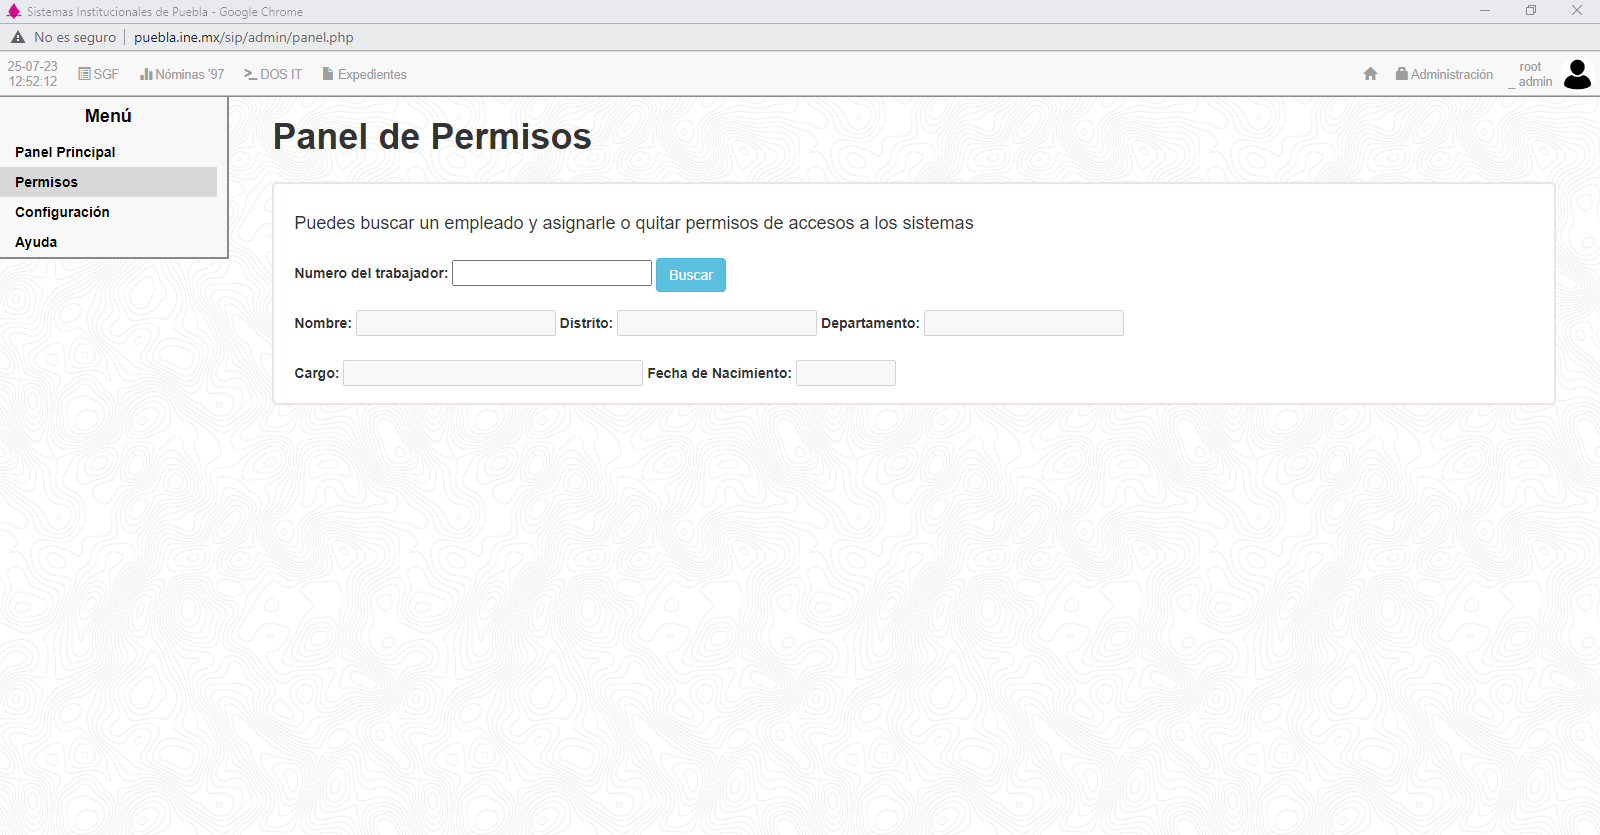 Sistemas Institucionales de Puebla - Google Chrome
No es seguro | puebla.ine.mx/sip/admin/panel.php
25-07-23
12:52:12
SGF Nóminas '97 DOS IT Expedientes
Administración
root
_ admin
Menú
Panel Principal
Permisos
Configuración
Ayuda
Panel de Permisos
Puedes buscar un empleado y asignarle o quitar permisos de accesos a los sistemas
Numero del trabajador: Buscar
Nombre: Distrito: Departamento:
Cargo: Fecha de Nacimiento: